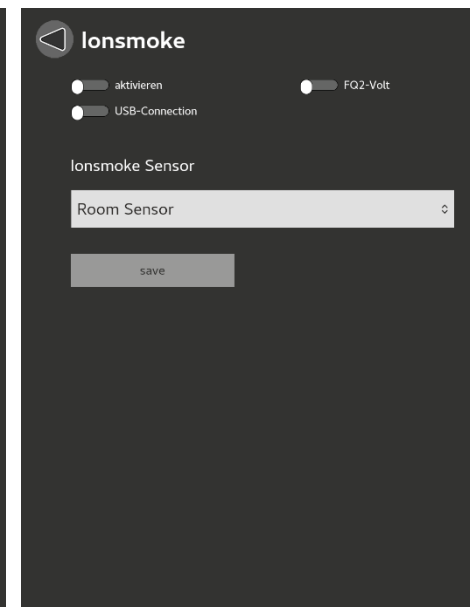 Ionsmoke
aktivieren
FQ2-Volt
USB-Connection
Ionsmoke Sensor
Room Sensor
save